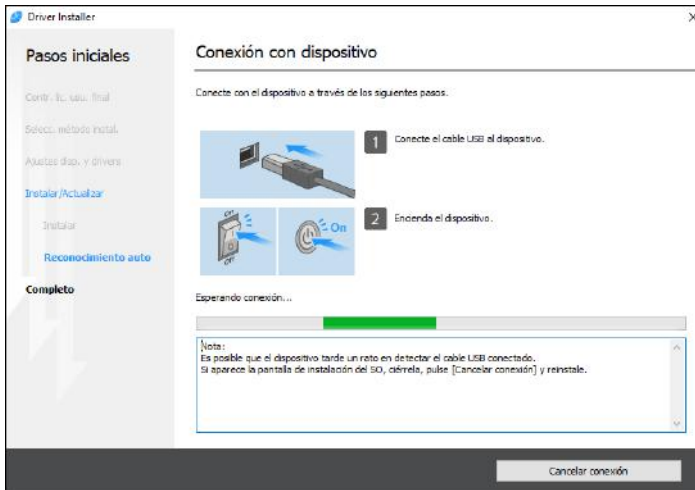 Driver Installer
Pasos iniciales
Contr. lic. usu. final
Selecc. método instal.
Ajustes disp. y drivers
Instalar/Actualizar
Instalar
Reconocimiento auto
Completo
Conexión con dispositivo
Conecte con el dispositivo a través de los siguientes pasos.
1 Conecte el cable USB al dispositivo.
On
Off
On
2 Encienda el dispositivo.
Esperando conexión...
Nota:
Es posible que el dispositivo tarde un rato en detectar el cable USB conectado.
Si aparece la pantalla de instalación del SO, ciérrela, pulse [Cancelar conexión] y reinstale.
Cancelar conexión